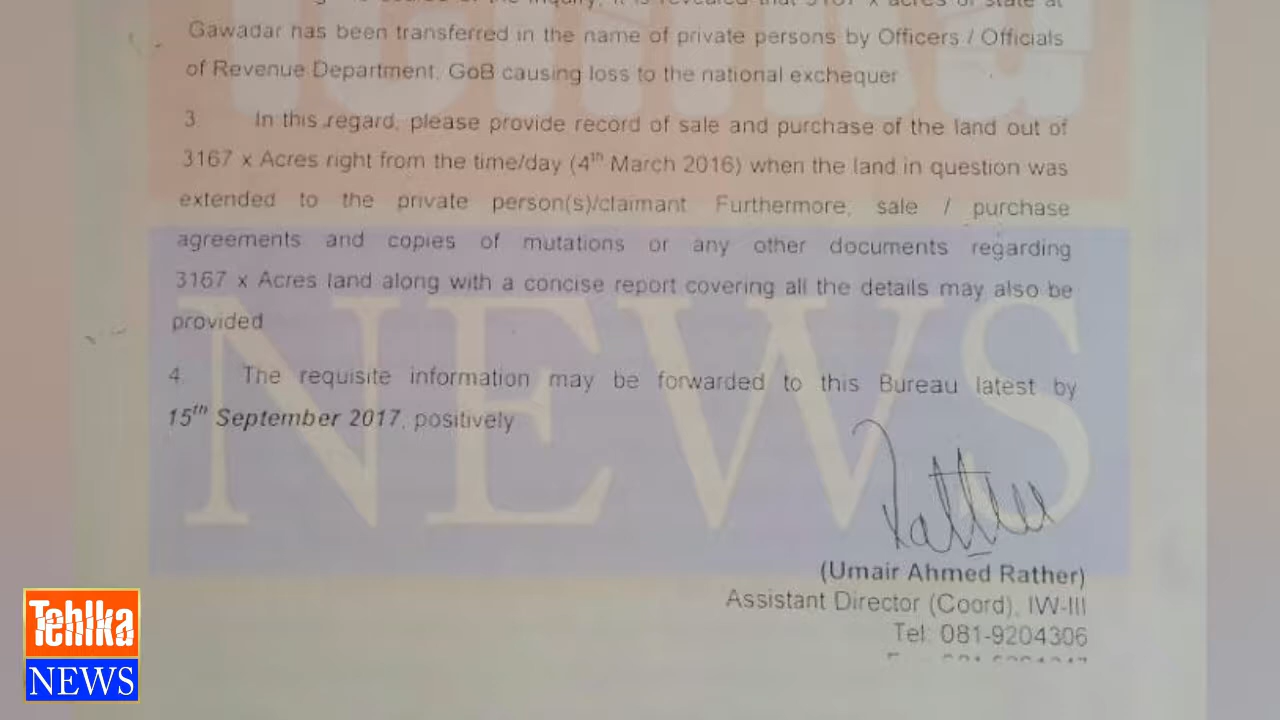 3167 x acres of state at
Gawadar has been transferred in the name of private persons by Officers / Officials
of Revenue Department, GoB causing loss to the national exchequer
3. In this regard, please provide record of sale and purchase of the land out of
3167 x Acres right from the time/day (4th March 2016) when the land in question was
extended to the private person(s)/claimant Furthermore, sale / purchase
agreements and copies of mutations or any other documents regarding
3167 x Acres land along with a concise report covering all the details may also be
provided
4. The requisite information may be forwarded to this Bureau latest by
15th September 2017, positively
(Umair Ahmed Rather)
Assistant Director (Coord), IW-III
Tel: 081-9204306
Tehlka
NEWS
NEWS